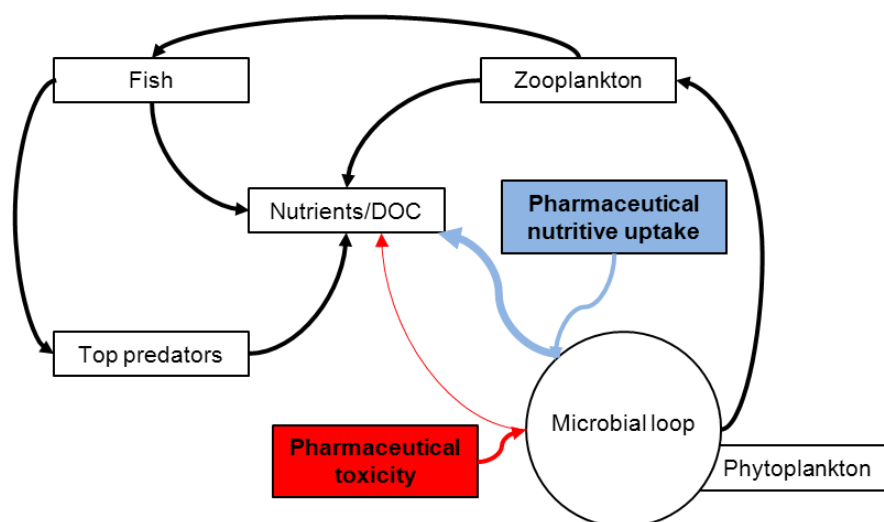 Fish
Zooplankton
Nutrients/DOC
Pharmaceutical
nutritive uptake
Top predators
Microbial loop
Pharmaceutical
toxicity
Phytoplankton